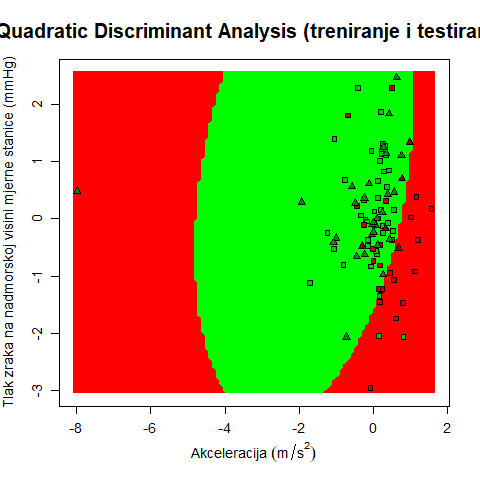 Quadratic Discriminant Analysis (treniranje i testiran
Tlak zraka na nadmorskoj visini mjerne stanice (mmHg)
2
1
0
-1
-2
-3
-8 -6 -4 -2 0 2
Akceleracija (m/s²)